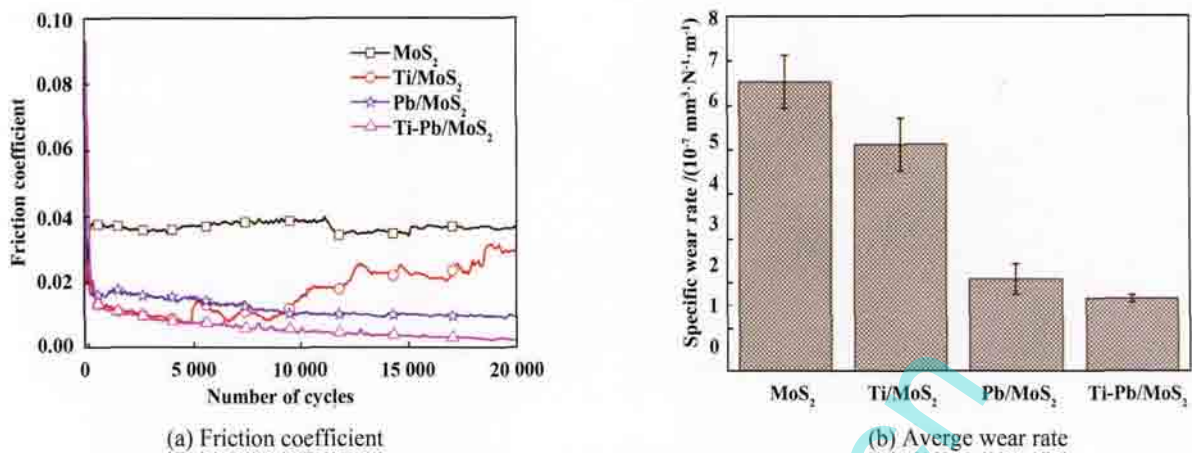 0.10
0.08
0.06
0.04
0.02
0.00
Friction coefficient
MoS₂
Ti/MoS₂
Pb/MoS₂
Ti-Pb/MoS₂
0
5 000
10 000
15 000
20 000
Number of cycles
(a) Friction coefficient
8
7
6
5
4
3
2
1
0
Specific wear rate /(10⁻⁷ mm³·N⁻¹·m⁻¹)
MoS₂
Ti/MoS₂
Pb/MoS₂
Ti-Pb/MoS₂
(b) Averge wear rate